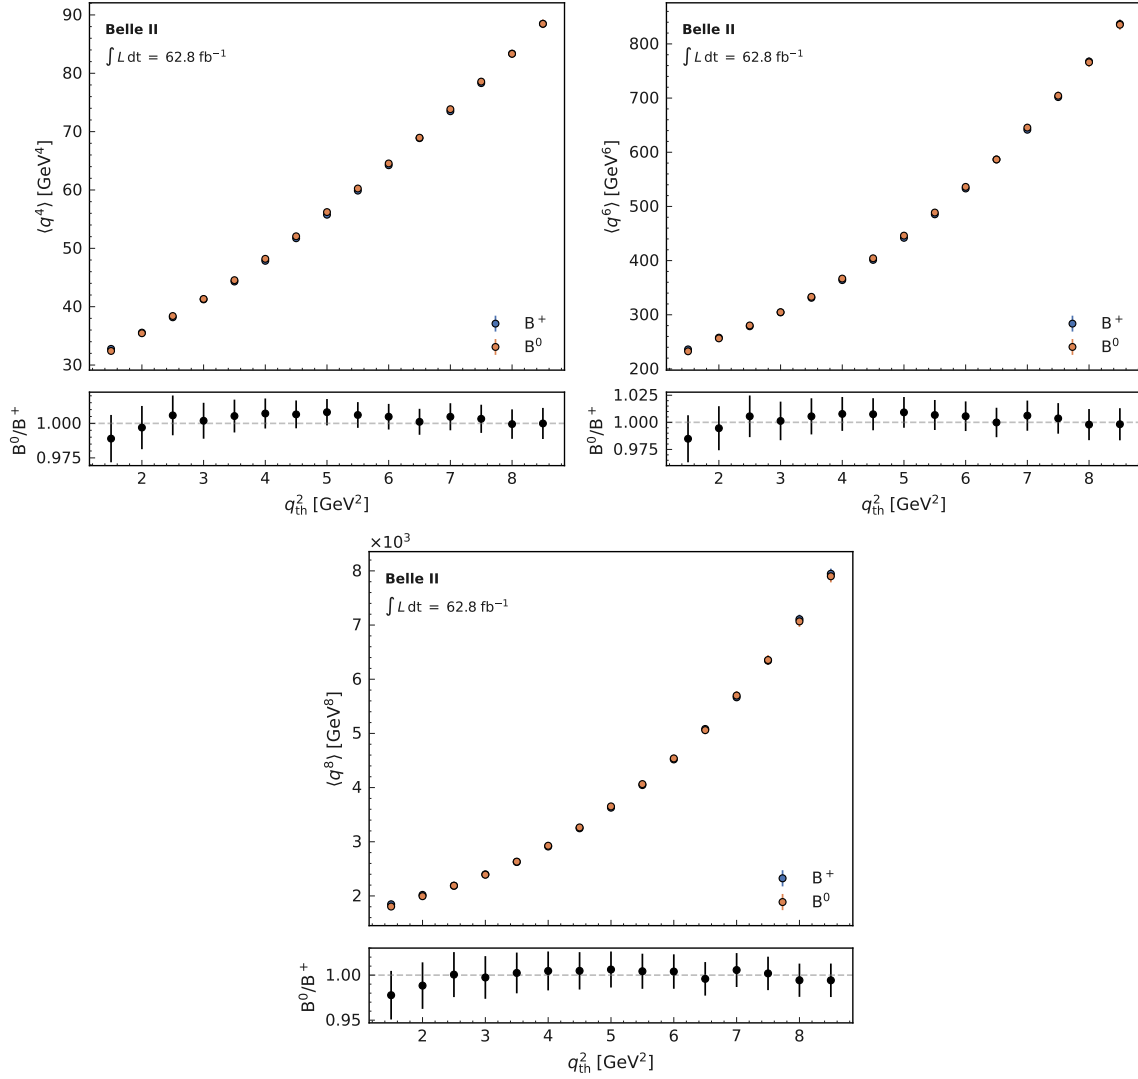 90
80
70
60
50
40
30
⟨q⁴⟩ [GeV⁴]
Belle II
∫ L dt = 62.8 fb⁻¹
B⁺
B⁰
1.000
0.975
B⁰/B⁺
2 3 4 5 6 7 8
q²th [GeV²]
800
700
600
500
400
300
200
⟨q⁶⟩ [GeV⁶]
Belle II
∫ L dt = 62.8 fb⁻¹
B⁺
B⁰
1.025
1.000
0.975
B⁰/B⁺
2 3 4 5 6 7 8
q²th [GeV²]
×10³
8
7
6
5
4
3
2
⟨q⁸⟩ [GeV⁸]
Belle II
∫ L dt = 62.8 fb⁻¹
B⁺
B⁰
1.00
0.95
B⁰/B⁺
2 3 4 5 6 7 8
q²th [GeV²]